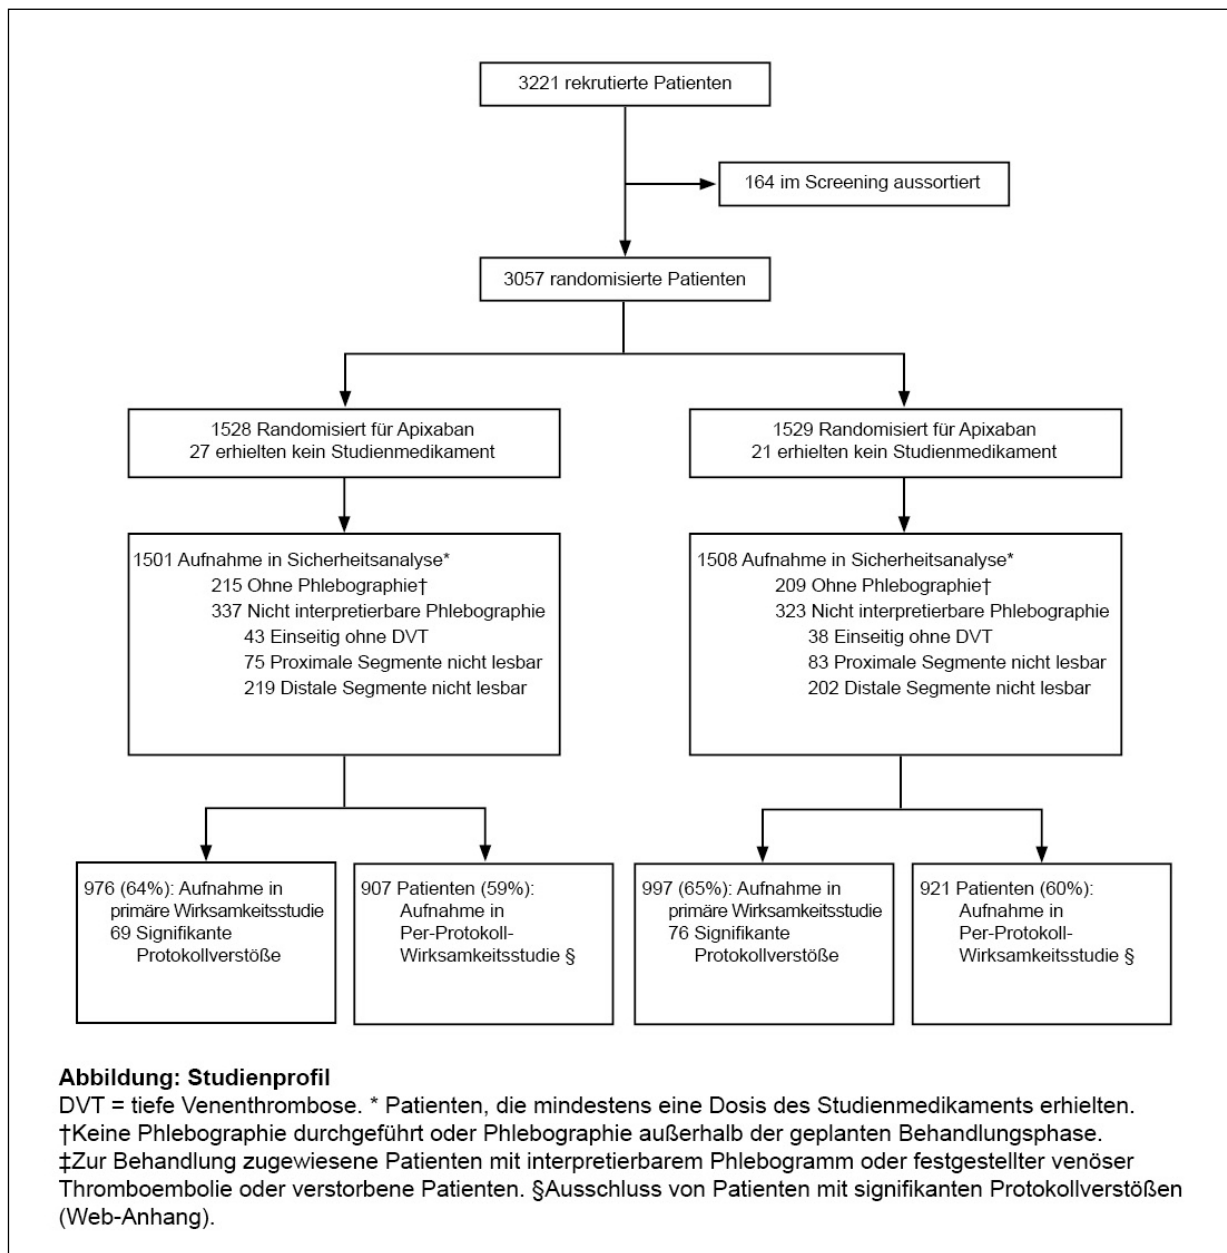 3221 rekrutierte Patienten
164 im Screening aussortiert
3057 randomisierte Patienten
1528 Randomisiert für Apixaban
27 erhielten kein Studienmedikament
1529 Randomisiert für Apixaban
21 erhielten kein Studienmedikament
1501 Aufnahme in Sicherheitsanalyse*
215 Ohne Phlebographie†
337 Nicht interpretierbare Phlebographie
43 Einseitig ohne DVT
75 Proximale Segmente nicht lesbar
219 Distale Segmente nicht lesbar
1508 Aufnahme in Sicherheitsanalyse*
209 Ohne Phlebographie†
323 Nicht interpretierbare Phlebographie
38 Einseitig ohne DVT
83 Proximale Segmente nicht lesbar
202 Distale Segmente nicht lesbar
976 (64%): Aufnahme in
primäre Wirksamkeitsstudie
69 Signifikante
Protokollverstöße
907 Patienten (59%):
Aufnahme in
Per-Protokoll-
Wirksamkeitsstudie §
997 (65%): Aufnahme in
primäre Wirksamkeitsstudie
76 Signifikante
Protokollverstöße
921 Patienten (60%):
Aufnahme in
Per-Protokoll-
Wirksamkeitsstudie §
Abbildung: Studienprofil
DVT = tiefe Venenthrombose. * Patienten, die mindestens eine Dosis des Studienmedikaments erhielten.
†Keine Phlebographie durchgeführt oder Phlebographie außerhalb der geplanten Behandlungsphase.
‡Zur Behandlung zugewiesene Patienten mit interpretierbarem Phlebogramm oder festgestellter venöser
Thromboembolie oder verstorbene Patienten. §Ausschluss von Patienten mit signifikanten Protokollverstößen
(Web-Anhang).